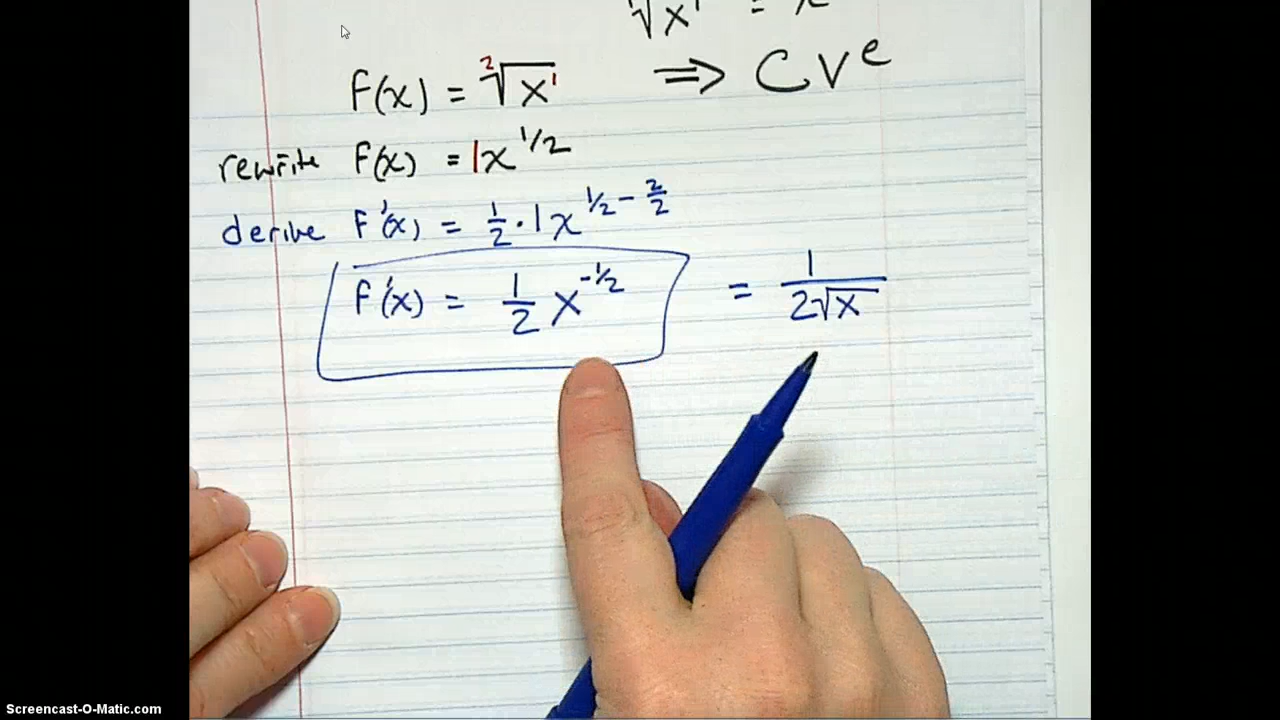 f(x) = ²√x¹ ⇒ CVᵉ
rewrite f(x) = 1x^1/2
derive f'(x) = 1/2 · 1x^1/2 - 2/2
f'(x) = 1/2 x^-1/2 = 1/2√x
Screencast-O-Matic.com